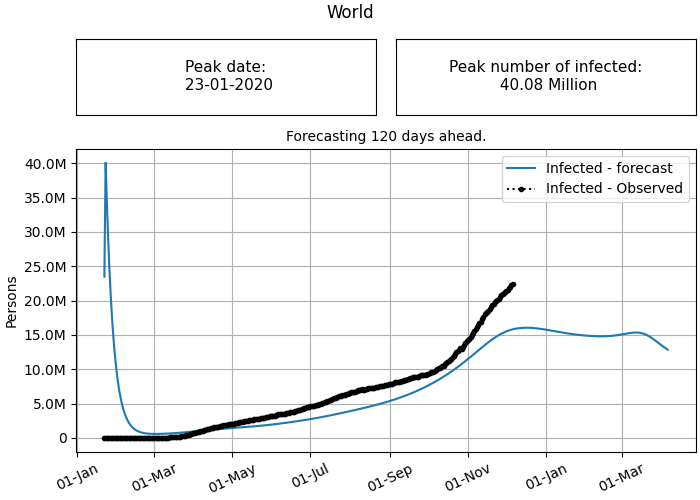 World
Peak date:
23-01-2020
Peak number of infected:
40.08 Million
Forecasting 120 days ahead.
Infected - forecast
Infected - Observed
Persons
40.0M
35.0M
30.0M
25.0M
20.0M
15.0M
10.0M
5.0M
0
01-Jan
01-Mar
01-May
01-Jul
01-Sep
01-Nov
01-Jan
01-Mar